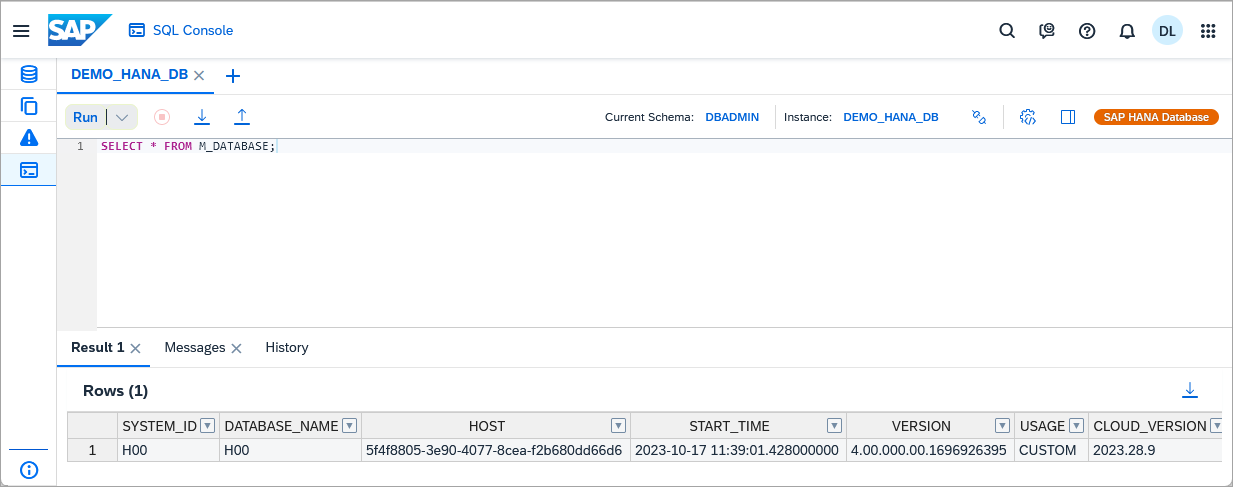 SAP SQL Console DL
DEMO_HANA_DB
Run Current Schema: DBADMIN Instance: DEMO_HANA_DB SAP HANA Database
1 SELECT * FROM M_DATABASE;
Result 1 Messages History
Rows (1)
SYSTEM_ID DATABASE_NAME HOST START_TIME VERSION USAGE CLOUD_VERSION
1 H00 H00 5f4f8805-3e90-4077-8cea-f2b680dd66d6 2023-10-17 11:39:01.428000000 4.00.000.00.1696926395 CUSTOM 2023.28.9